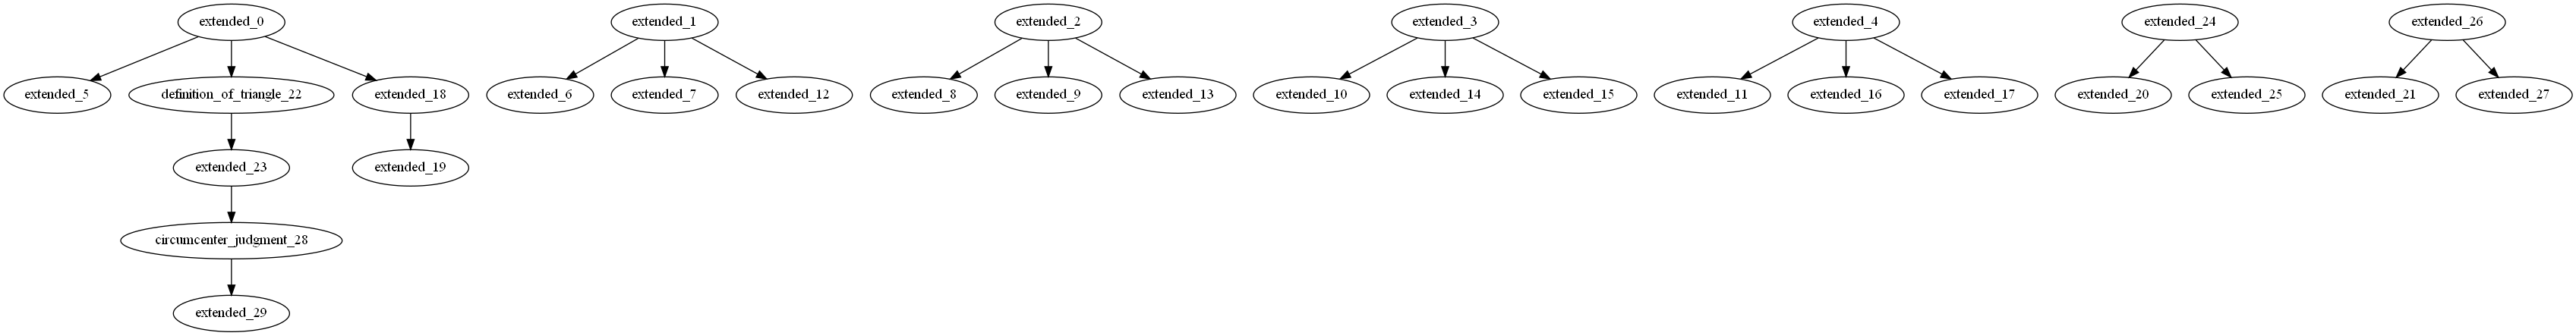 extended_0
extended_1
extended_2
extended_3
extended_4
extended_24
extended_26
extended_5
definition_of_triangle_22
extended_18
extended_6
extended_7
extended_12
extended_8
extended_9
extended_13
extended_10
extended_14
extended_15
extended_11
extended_16
extended_17
extended_20
extended_25
extended_21
extended_27
extended_23
extended_19
circumcenter_judgment_28
extended_29